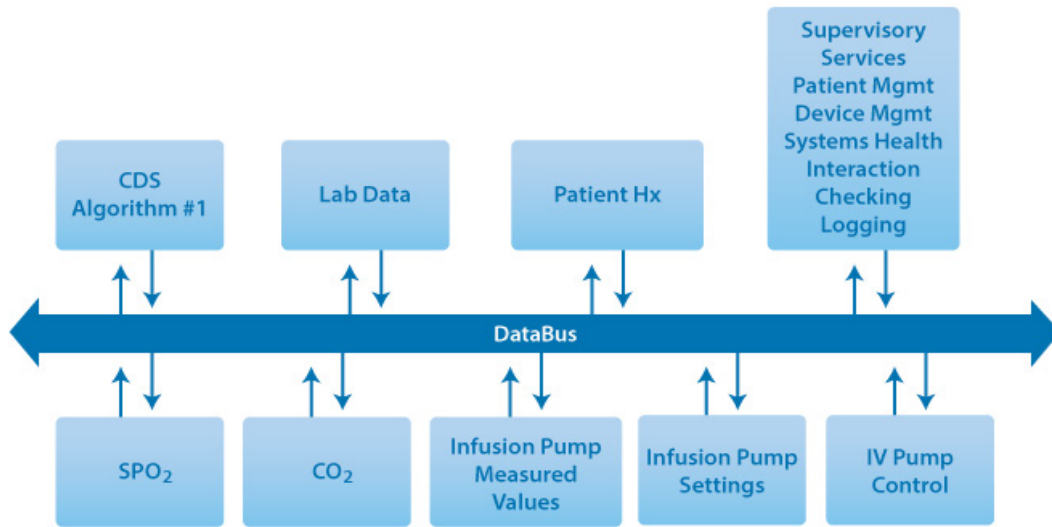 Supervisory
Services
Patient Mgmt
Device Mgmt
Systems Health
Interaction
Checking
Logging
CDS
Algorithm #1
Lab Data
Patient Hx
DataBus
SPO₂
CO₂
Infusion Pump
Measured
Values
Infusion Pump
Settings
IV Pump
Control